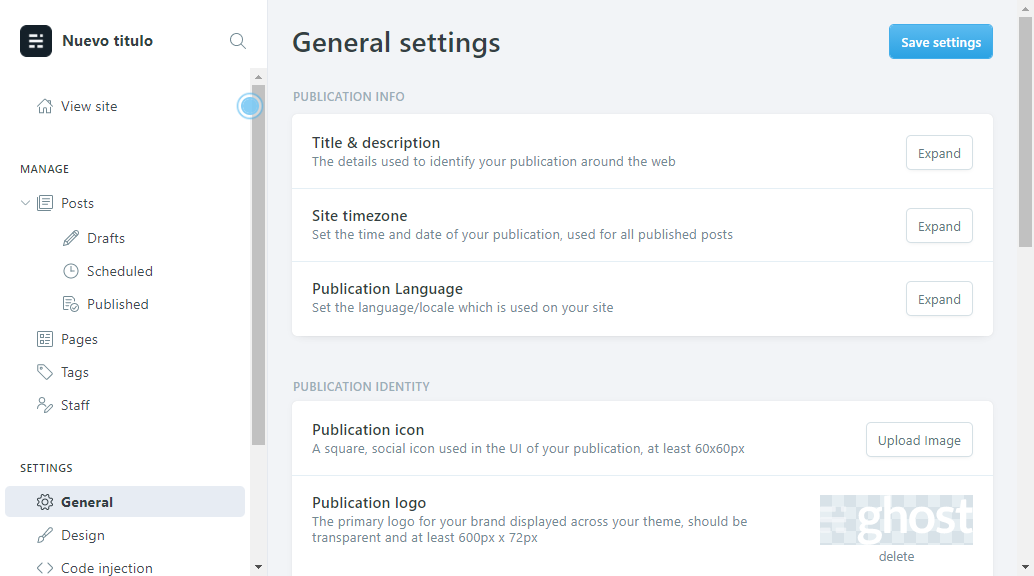 Nuevo titulo
View site
MANAGE
Posts
Drafts
Scheduled
Published
Pages
Tags
Staff
SETTINGS
General
Design
Code injection
General settings
Save settings
PUBLICATION INFO
Title & description
The details used to identify your publication around the web
Expand
Site timezone
Set the time and date of your publication, used for all published posts
Expand
Publication Language
Set the language/locale which is used on your site
Expand
PUBLICATION IDENTITY
Publication icon
A square, social icon used in the UI of your publication, at least 60x60px
Upload Image
Publication logo
The primary logo for your brand displayed across your theme, should be
transparent and at least 600px x 72px
ghost
delete